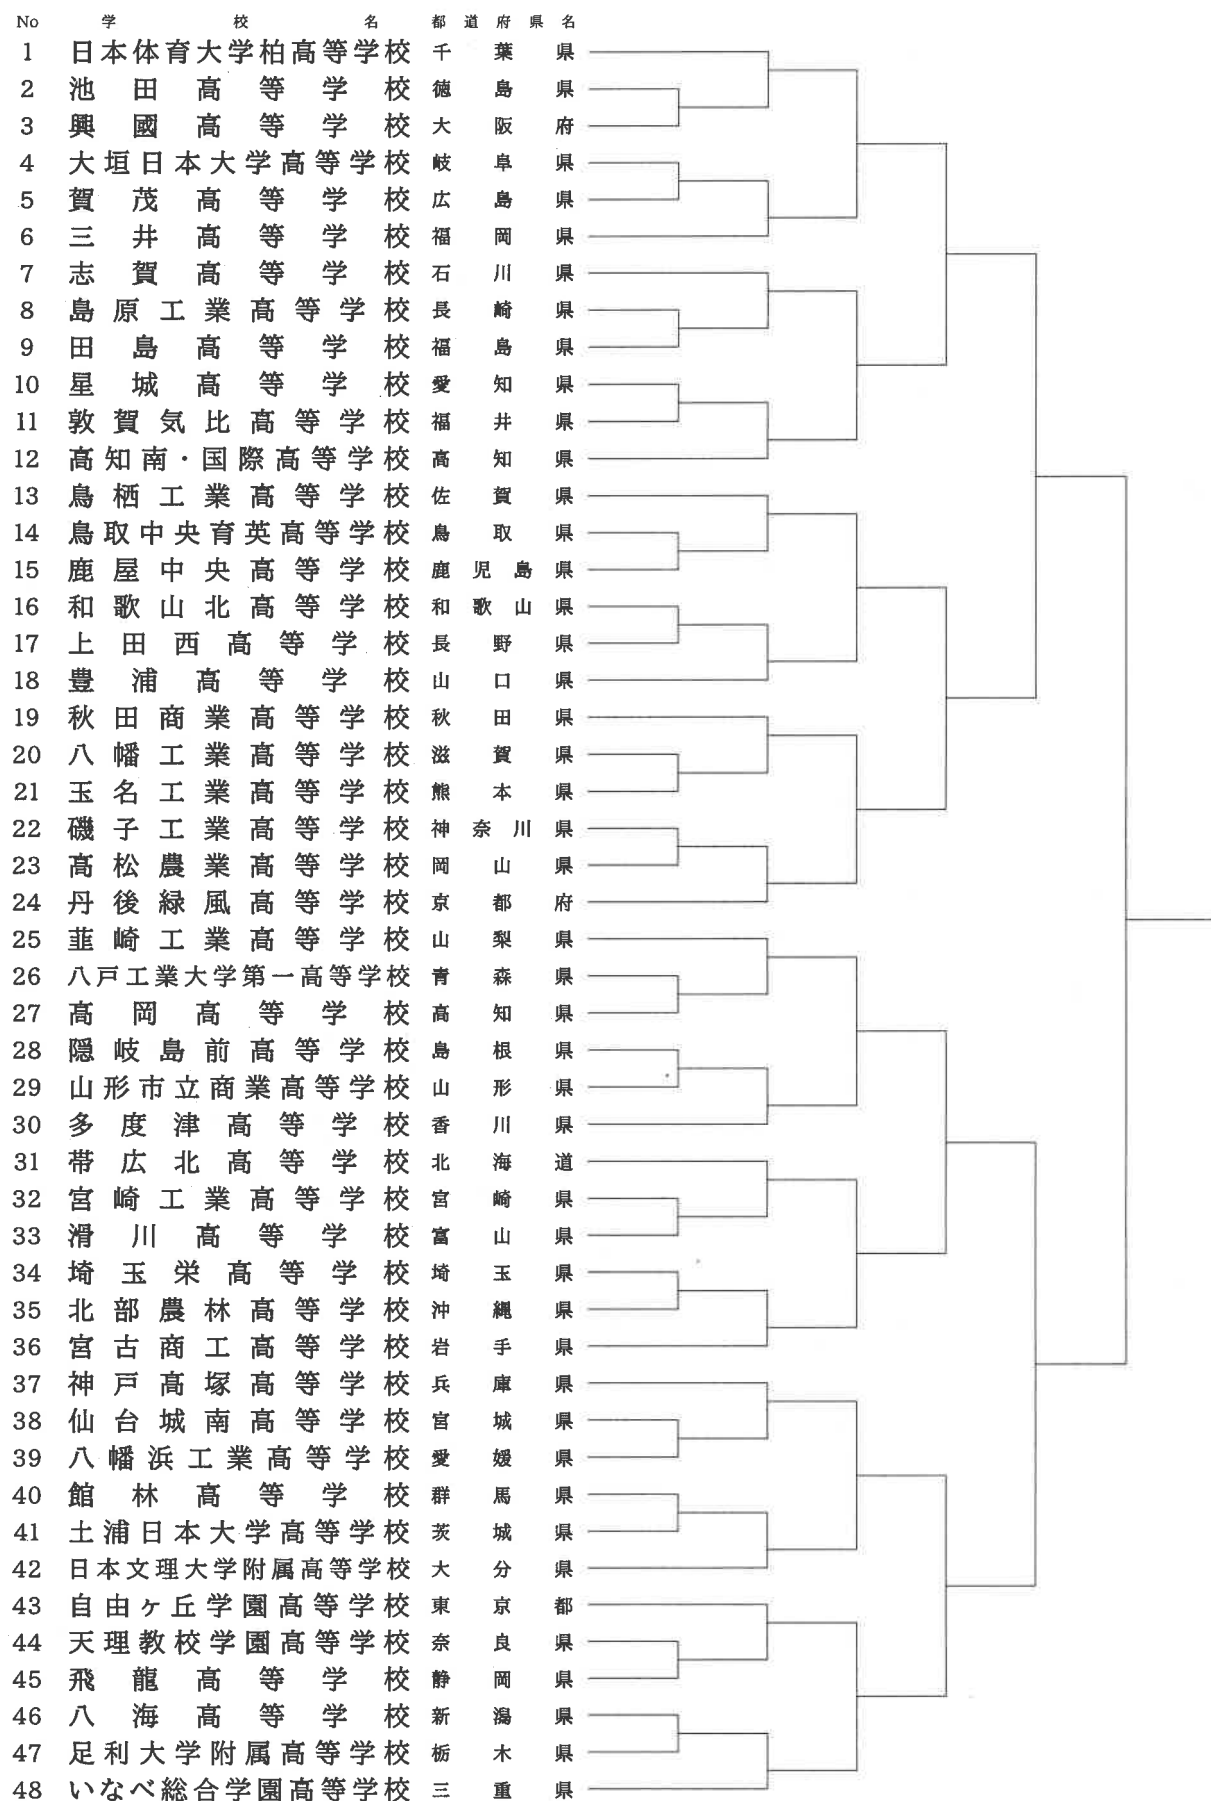 No 学校名 都道府県名
1 日本体育大学柏高等学校 千葉県
2 池田高等学校 徳島県
3 興國高等学校 大阪府
4 大垣日本大学高等学校 岐阜県
5 賀茂高等学校 広島県
6 三井高等学校 福岡県
7 志賀高等学校 石川県
8 島原工業高等学校 長崎県
9 田島高等学校 福島県
10 星城高等学校 愛知県
11 敦賀気比高等学校 福井県
12 高知南・国際高等学校 高知県
13 鳥栖工業高等学校 佐賀県
14 鳥取中央育英高等学校 鳥取県
15 鹿屋中央高等学校 鹿児島県
16 和歌山北高等学校 和歌山県
17 上田西高等学校 長野県
18 豊浦高等学校 山口県
19 秋田商業高等学校 秋田県
20 八幡工業高等学校 滋賀県
21 玉名工業高等学校 熊本県
22 磯子工業高等学校 神奈川県
23 高松農業高等学校 岡山県
24 丹後緑風高等学校 京都府
25 韮崎工業高等学校 山梨県
26 八戸工業大学第一高等学校 青森県
27 高岡高等学校 高知県
28 隠岐島前高等学校 島根県
29 山形市立商業高等学校 山形県
30 多度津高等学校 香川県
31 帯広北高等学校 北海道
32 宮崎工業高等学校 宮崎県
33 滑川高等学校 富山県
34 埼玉栄高等学校 埼玉県
35 北部農林高等学校 沖縄県
36 宮古商工高等学校 岩手県
37 神戸高塚高等学校 兵庫県
38 仙台城南高等学校 宮城県
39 八幡浜工業高等学校 愛媛県
40 館林高等学校 群馬県
41 土浦日本大学高等学校 茨城県
42 日本文理大学附属高等学校 大分県
43 自由ヶ丘学園高等学校 東京都
44 天理教校学園高等学校 奈良県
45 飛龍高等学校 静岡県
46 八海高等学校 新潟県
47 足利大学附属高等学校 栃木県
48 いなべ総合学園高等学校 三重県